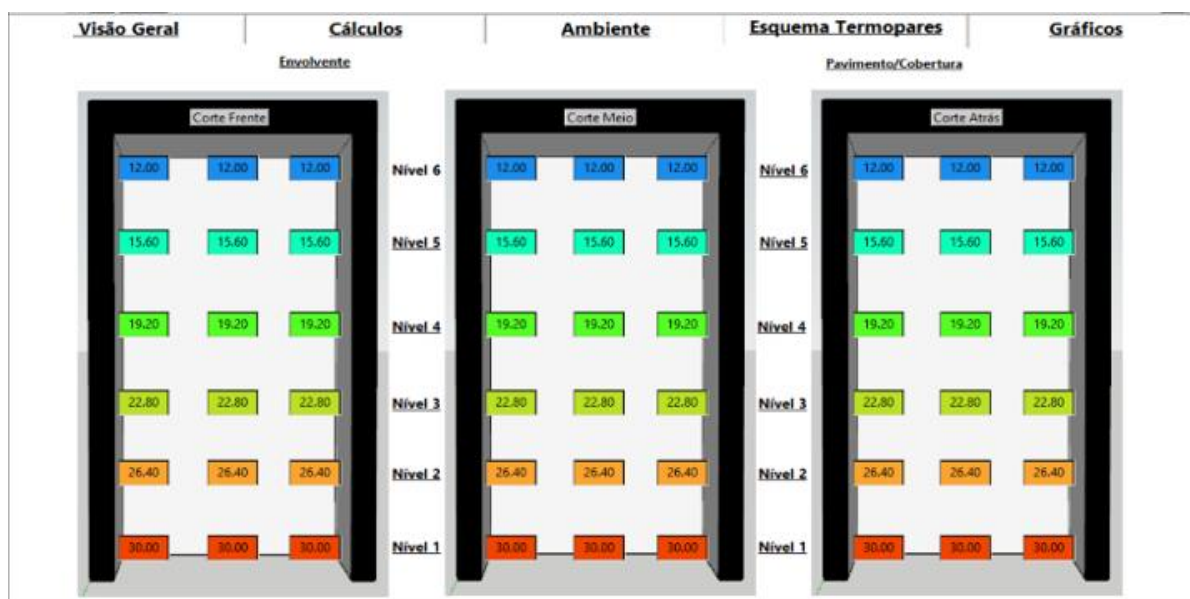 Visão Geral Cálculos Ambiente Esquema Termopares Gráficos
Envolvente Pavimento/Cobertura
Corte Frente Corte Meio Corte Atrás
12.00 12.00 12.00 Nível 6 12.00 12.00 12.00 Nível 6 12.00 12.00 12.00
15.60 15.60 15.60 Nível 5 15.60 15.60 15.60 Nível 5 15.60 15.60 15.60
19.20 19.20 19.20 Nível 4 19.20 19.20 19.20 Nível 4 19.20 19.20 19.20
22.80 22.80 22.80 Nível 3 22.80 22.80 22.80 Nível 3 22.80 22.80 22.80
26.40 26.40 26.40 Nível 2 26.40 26.40 26.40 Nível 2 26.40 26.40 26.40
30.00 30.00 30.00 Nível 1 30.00 30.00 30.00 Nível 1 30.00 30.00 30.00